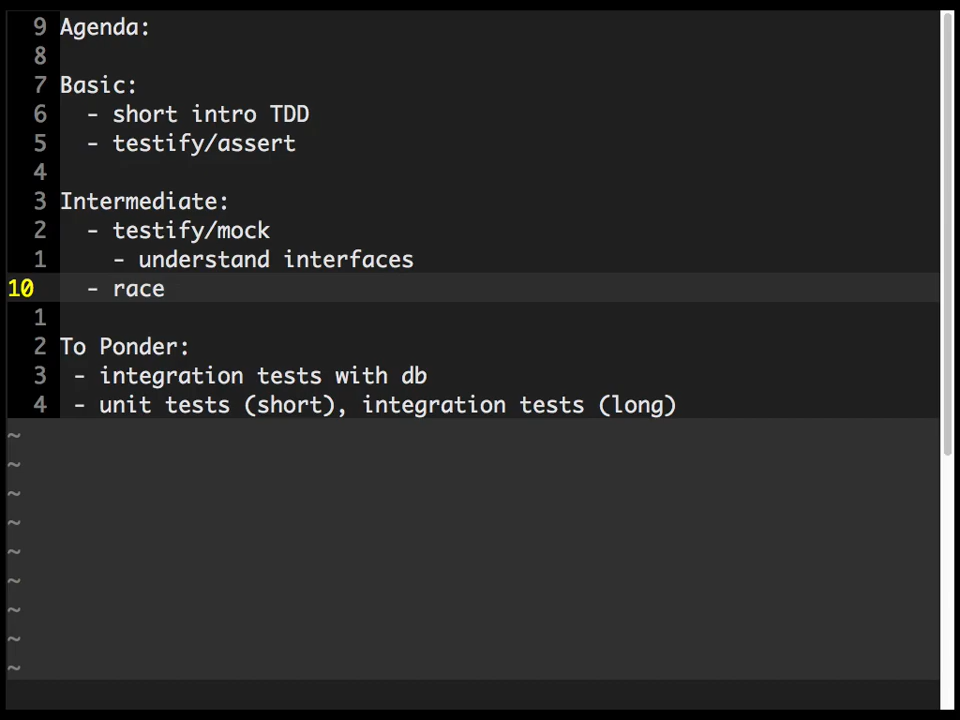 9 Agenda:
8
7 Basic:
6   - short intro TDD
5   - testify/assert
4
3 Intermediate:
2   - testify/mock
1     - understand interfaces
10   - race
1
2 To Ponder:
3  - integration tests with db
4  - unit tests (short), integration tests (long)
~
~
~
~
~
~
~
~
~